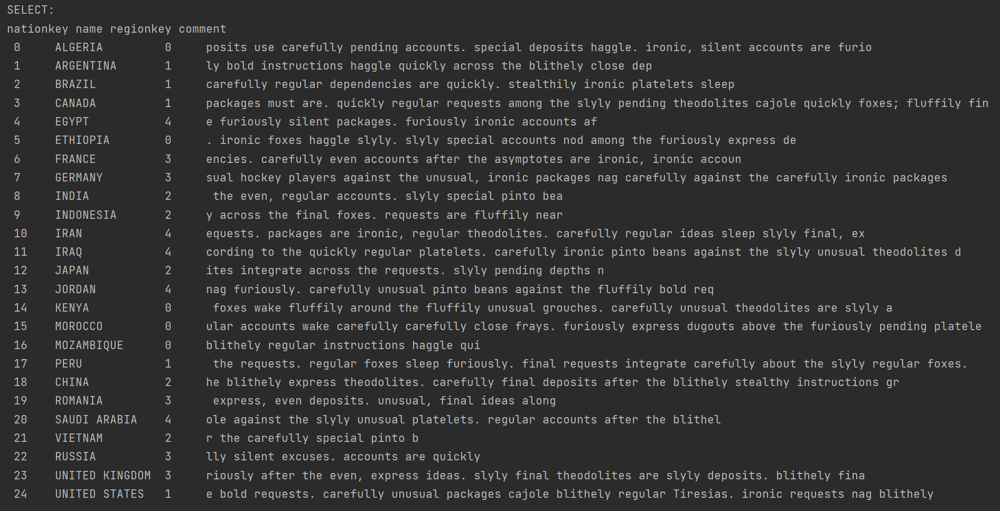 SELECT:
nationkey name regionkey comment
0 ALGERIA 0 posits use carefully pending accounts. special deposits haggle. ironic, silent accounts are furio
1 ARGENTINA 1 ly bold instructions haggle quickly across the blithely close dep
2 BRAZIL 1 carefully regular dependencies are quickly. stealthily ironic platelets sleep
3 CANADA 1 packages must are. quickly regular requests among the slyly pending theodolites cajole quickly foxes; fluffily fin
4 EGYPT 4 e furiously silent packages. furiously ironic accounts af
5 ETHIOPIA 0 . ironic foxes haggle slyly. slyly special accounts nod among the furiously express de
6 FRANCE 3 encies. carefully even accounts after the asymptotes are ironic, ironic accoun
7 GERMANY 3 sual hockey players against the unusual, ironic packages nag carefully against the carefully ironic packages
8 INDIA 2 the even, regular accounts. slyly special pinto bea
9 INDONESIA 2 y across the final foxes. requests are fluffily near
10 IRAN 4 equests. packages are ironic, regular theodolites. carefully regular ideas sleep slyly final, ex
11 IRAQ 4 cording to the quickly regular platelets. carefully ironic pinto beans against the slyly unusual theodolites d
12 JAPAN 2 ites integrate across the requests. slyly pending depths n
13 JORDAN 4 nag furiously. carefully unusual pinto beans against the fluffily bold req
14 KENYA 0 foxes wake fluffily around the fluffily unusual grouches. carefully unusual theodolites are slyly a
15 MOROCCO 0 ular accounts wake carefully carefully close frays. furiously express dugouts above the furiously pending platele
16 MOZAMBIQUE 0 blithely regular instructions haggle qui
17 PERU 1 the requests. regular foxes sleep furiously. final requests integrate carefully about the slyly regular foxes.
18 CHINA 2 he blithely express theodolites. carefully final deposits after the blithely stealthy instructions gr
19 ROMANIA 3 express, even deposits. unusual, final ideas along
20 SAUDI ARABIA 4 ole against the slyly unusual platelets. regular accounts after the blithel
21 VIETNAM 2 r the carefully special pinto b
22 RUSSIA 3 lly silent excuses. accounts are quickly
23 UNITED KINGDOM 3 riously after the even, express ideas. slyly final theodolites are slyly deposits. blithely fina
24 UNITED STATES 1 e bold requests. carefully unusual packages cajole blithely regular Tiresias. ironic requests nag blithely